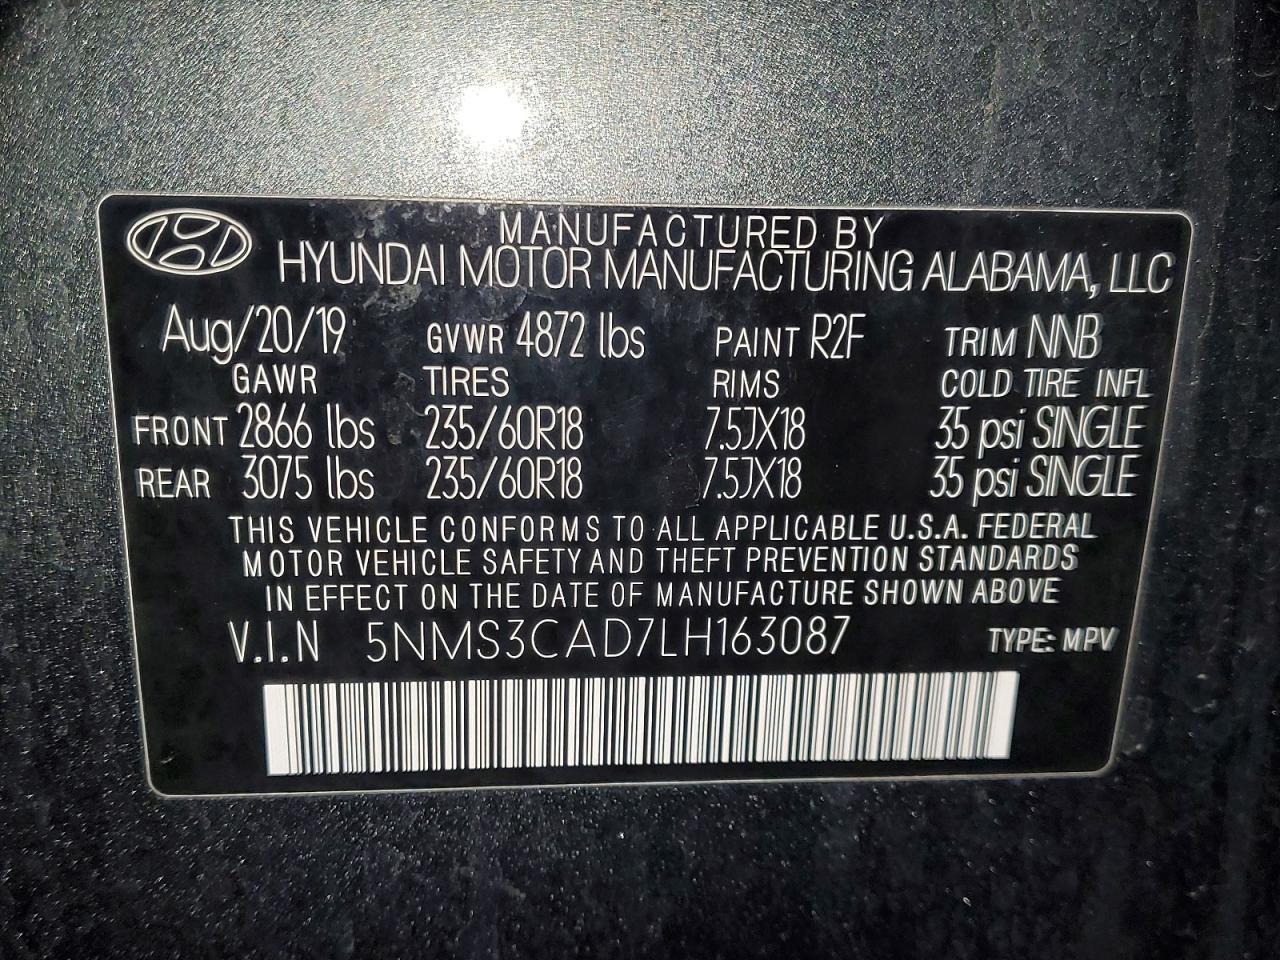 MANUFACTURED BY
HYUNDAI MOTOR MANUFACTURING ALABAMA, LLC
Aug/20/19 GVWR 4872 lbs PAINT R2F TRIM NNB
GAWR TIRES RIMS COLD TIRE INFL
FRONT 2866 lbs 235/60R18 7.5JX18 35 psi SINGLE
REAR 3075 lbs 235/60R18 7.5JX18 35 psi SINGLE
THIS VEHICLE CONFORMS TO ALL APPLICABLE U.S.A. FEDERAL
MOTOR VEHICLE SAFETY AND THEFT PREVENTION STANDARDS
IN EFFECT ON THE DATE OF MANUFACTURE SHOWN ABOVE
V.I.N 5NMS3CAD7LH163087 TYPE: MPV